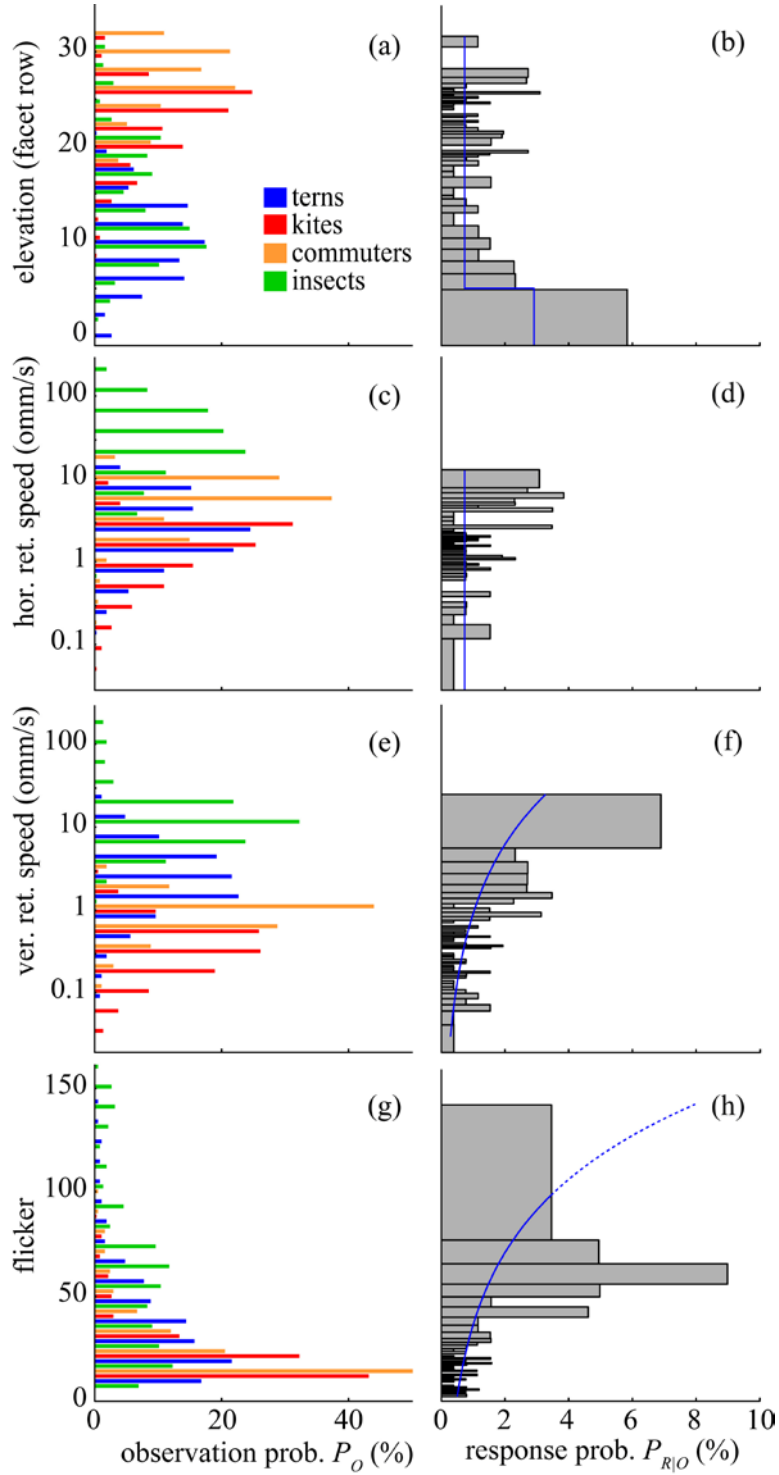 (a)
(b)
elevation (facet row)
30
20
10
0
terns
kites
commuters
insects
(c)
(d)
hor. ret. speed (omm/s)
100
10
1
0.1
(e)
(f)
ver. ret. speed (omm/s)
100
10
1
0.1
(g)
(h)
flicker
150
100
50
0
0 20 40
0 2 4 6 8 10
observation prob. P_O (%)
response prob. P_{R|O} (%)